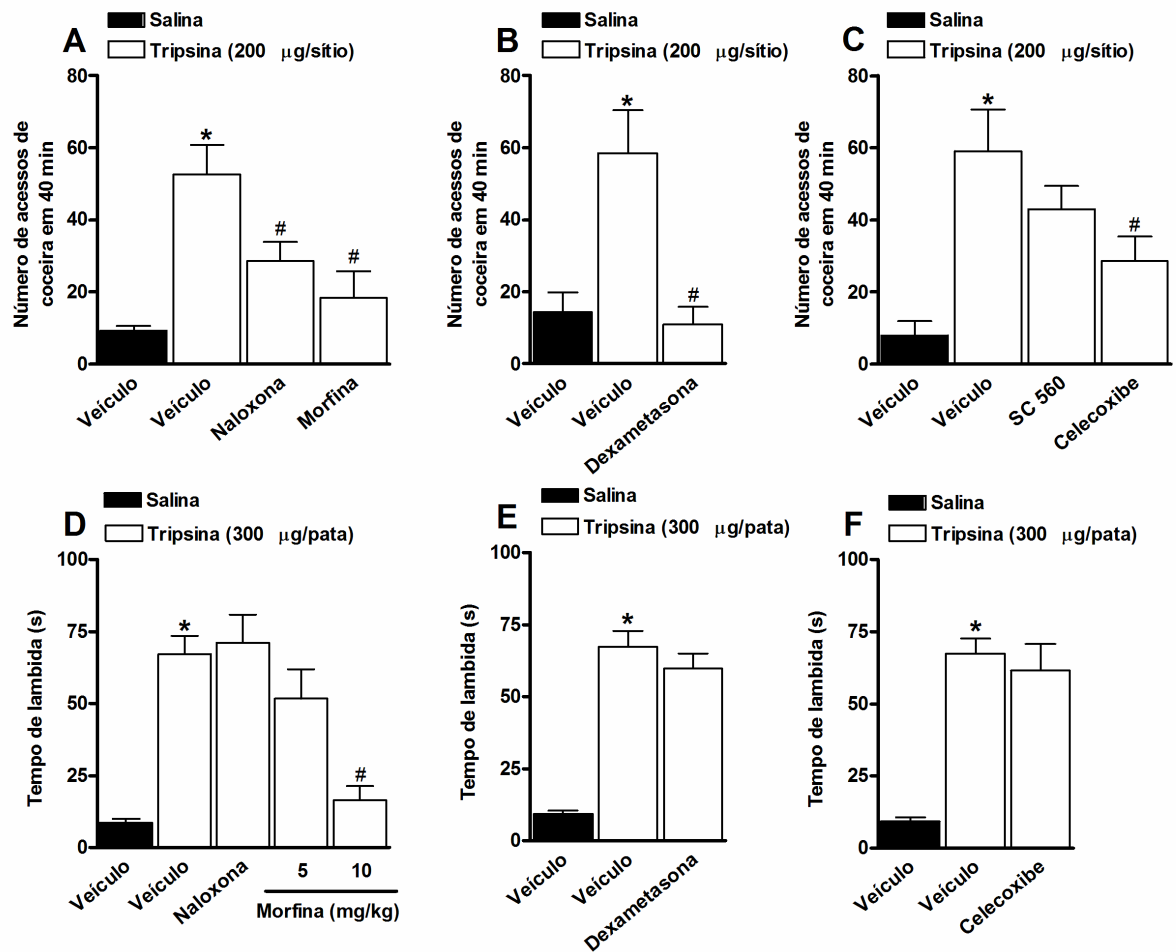 A
Salina
Tripsina (200 μg/sítio)
Número de acessos de
coceira em 40 min
80
60
40
20
0
*
#
#
Veículo
Veículo
Naloxona
Morfina
B
Salina
Tripsina (200 μg/sítio)
Número de acessos de
coceira em 40 min
80
60
40
20
0
*
#
Veículo
Veículo
Dexametasona
C
Salina
Tripsina (200 μg/sítio)
Número de acessos de
coceira em 40 min
80
60
40
20
0
*
#
Veículo
Veículo
SC 560
Celecoxibe
D
Salina
Tripsina (300 μg/pata)
Tempo de lambida (s)
100
75
50
25
0
*
#
Veículo
Veículo
Naloxona
5
10
Morfina (mg/kg)
E
Salina
Tripsina (300 μg/pata)
Tempo de lambida (s)
100
75
50
25
0
*
Veículo
Veículo
Dexametasona
F
Salina
Tripsina (300 μg/pata)
Tempo de lambida (s)
100
75
50
25
0
*
Veículo
Veículo
Celecoxibe